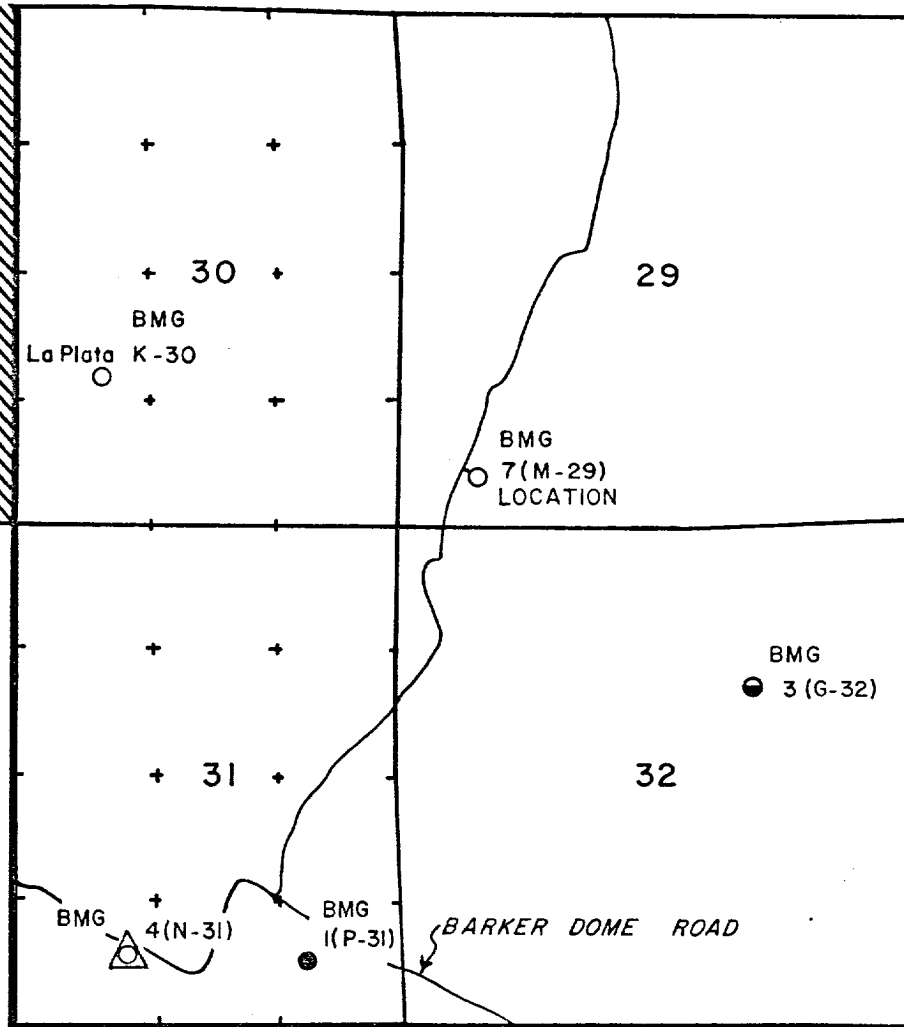 30
29
BMG
La Plata K-30
BMG
7(M-29)
LOCATION
BMG
3 (G-32)
31
32
BMG
4(N-31)
BMG
1(P-31)
BARKER DOME ROAD